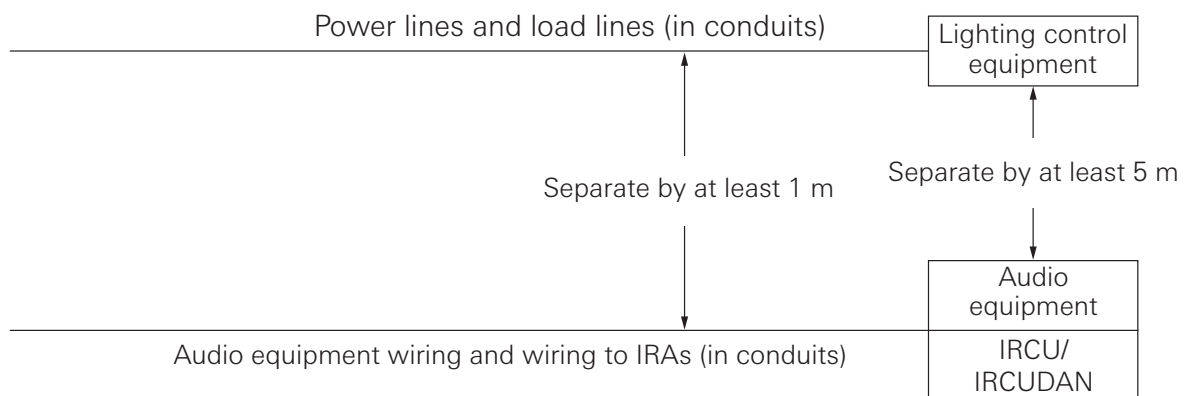 Power lines and load lines (in conduits)
Lighting control
equipment
Separate by at least 1 m
Separate by at least 5 m
Audio
equipment
Audio equipment wiring and wiring to IRAs (in conduits)
IRCU/
IRCUDAN